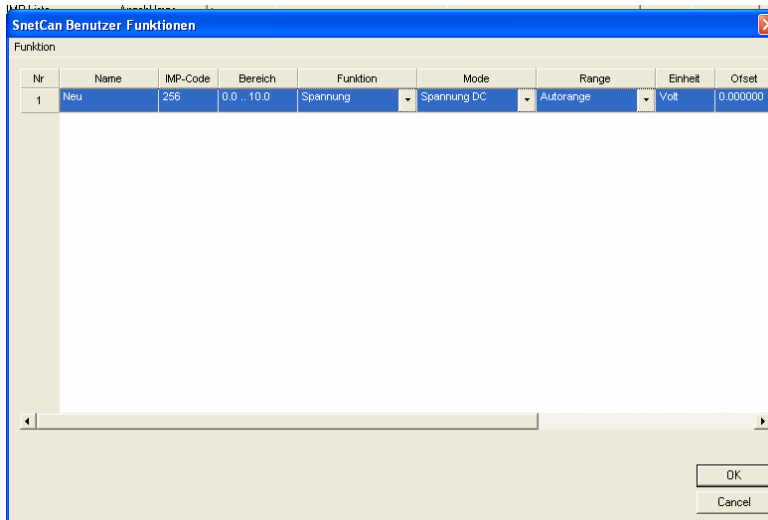 SnetCan Benutzer Funktionen
Funktion
Nr Name IMP-Code Bereich Funktion Mode Range Einheit Ofset
1 Neu 256 0.0 .. 10.0 Spannung Spannung DC Autorange Volt 0.000000
OK
Cancel